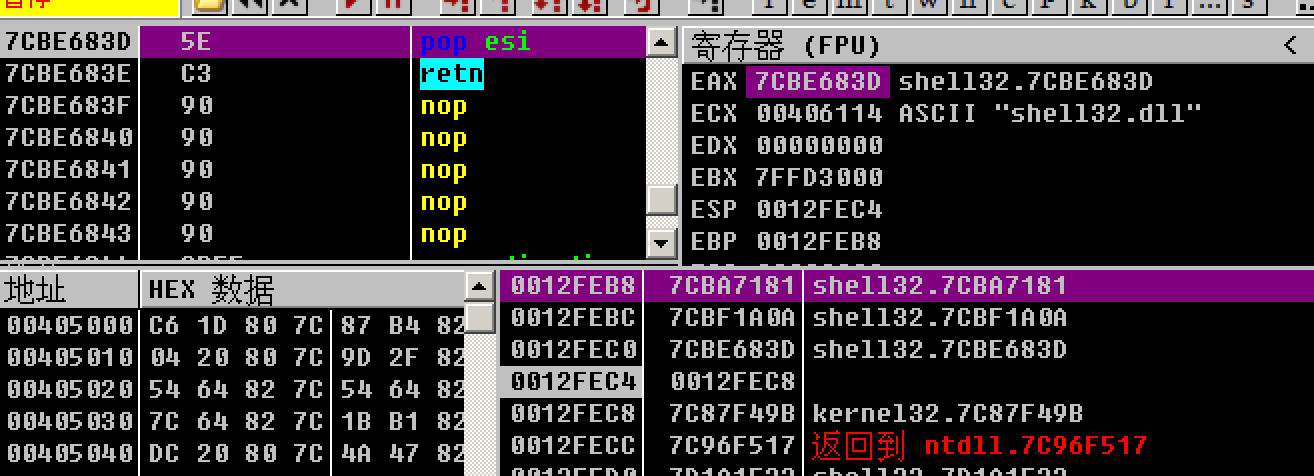 7CBE683D 5E pop esi
7CBE683E C3 retn
7CBE683F 90 nop
7CBE6840 90 nop
7CBE6841 90 nop
7CBE6842 90 nop
7CBE6843 90 nop
寄存器 (FPU) <
EAX 7CBE683D shell32.7CBE683D
ECX 00406114 ASCII "shell32.dll"
EDX 00000000
EBX 7FFD3000
ESP 0012FEC4
EBP 0012FEB8
地址 HEX 数据
00405000 C6 1D 80 7C 87 B4 82
00405010 04 20 80 7C 9D 2F 82
00405020 54 64 82 7C 54 64 82
00405030 7C 64 82 7C 1B B1 82
00405040 DC 20 80 7C 4A 47 82
0012FEB8 7CBA7181 shell32.7CBA7181
0012FEBC 7CBF1A0A shell32.7CBF1A0A
0012FEC0 7CBE683D shell32.7CBE683D
0012FEC4 0012FEC8
0012FEC8 7C87F49B kernel32.7C87F49B
0012FECC 7C96F517 返回到 ntdll.7C96F517